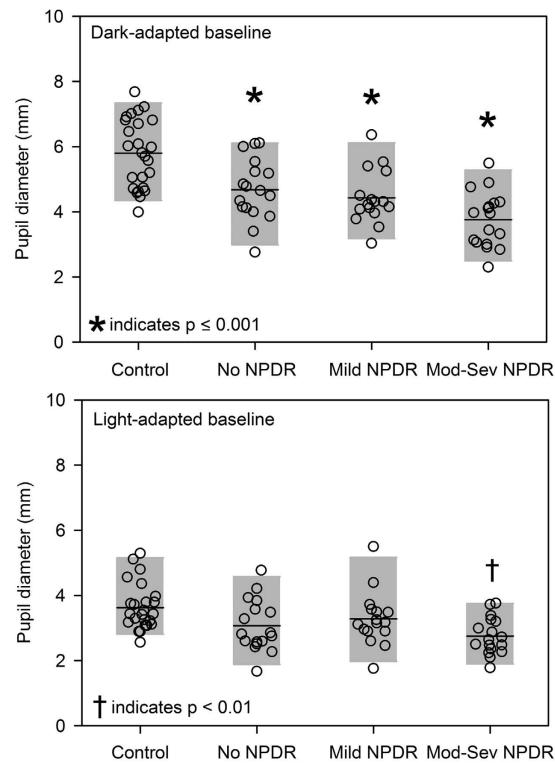 10
Dark-adapted baseline
8
6
4
2
0
Pupil diameter (mm)
* * *
* indicates p ≤ 0.001
Control No NPDR Mild NPDR Mod-Sev NPDR
10
Light-adapted baseline
8
6
4
2
0
Pupil diameter (mm)
†
† indicates p < 0.01
Control No NPDR Mild NPDR Mod-Sev NPDR